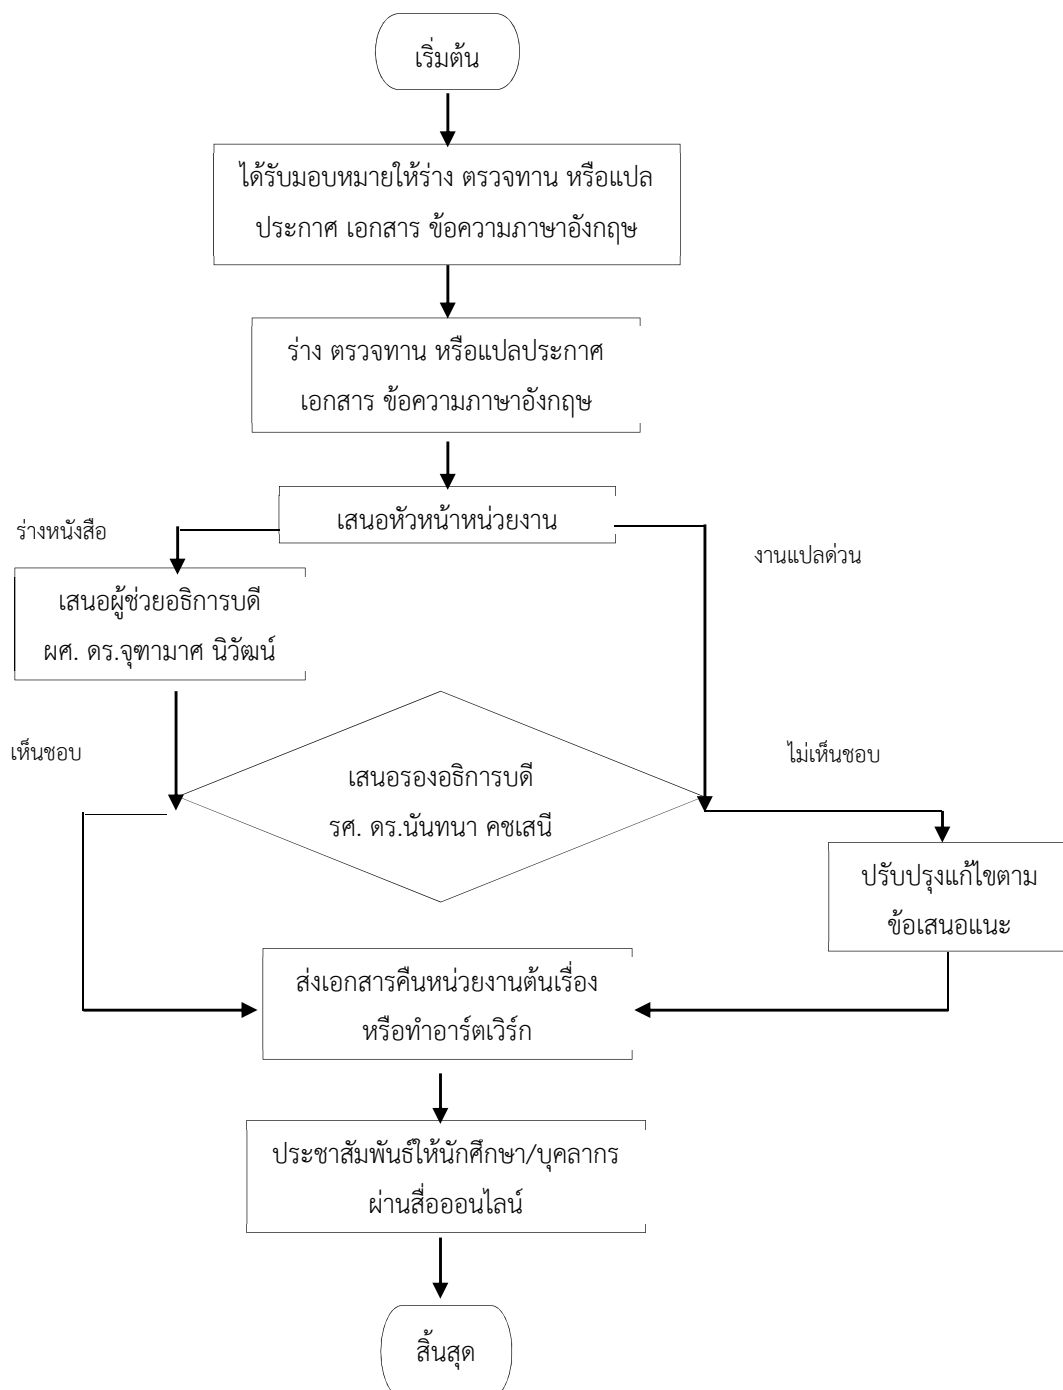 เริ่มต้น
ได้รับมอบหมายให้ร่าง ตรวจทาน หรือแปล
ประกาศ เอกสาร ข้อความภาษาอังกฤษ
ร่าง ตรวจทาน หรือแปลประกาศ
เอกสาร ข้อความภาษาอังกฤษ
เสนอหัวหน้าหน่วยงาน
ร่างหนังสือ
งานแปลด่วน
เสนอผู้ช่วยอธิการบดี
ผศ. ดร.จุฑามาศ นิวัฒน์
เห็นชอบ
ไม่เห็นชอบ
เสนอรองอธิการบดี
รศ. ดร.นันทนา คชเสนี
ปรับปรุงแก้ไขตาม
ข้อเสนอแนะ
ส่งเอกสารคืนหน่วยงานต้นเรื่อง
หรือทำอาร์ตเวิร์ก
ประชาสัมพันธ์ให้นักศึกษา/บุคลากร
ผ่านสื่อออนไลน์
สิ้นสุด